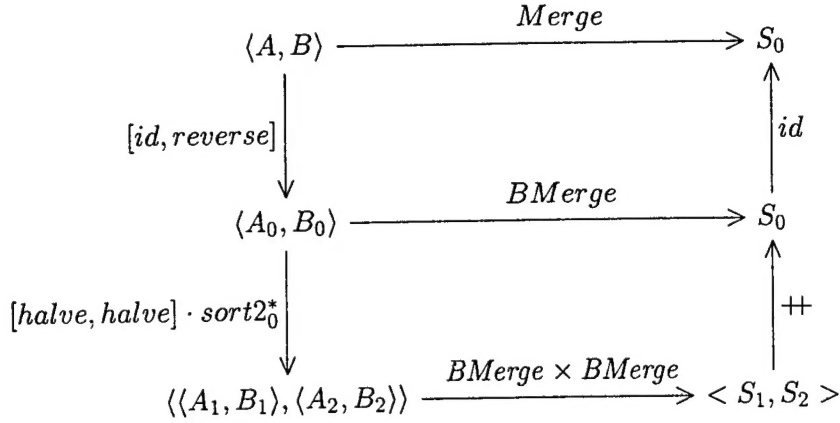 Merge
⟨A, B⟩ S₀
[id, reverse] id
BMerge
⟨A₀, B₀⟩ S₀
[halve, halve] · sort2₀* ⧺
BMerge × BMerge
⟨⟨A₁, B₁⟩, ⟨A₂, B₂⟩⟩ < S₁, S₂ >